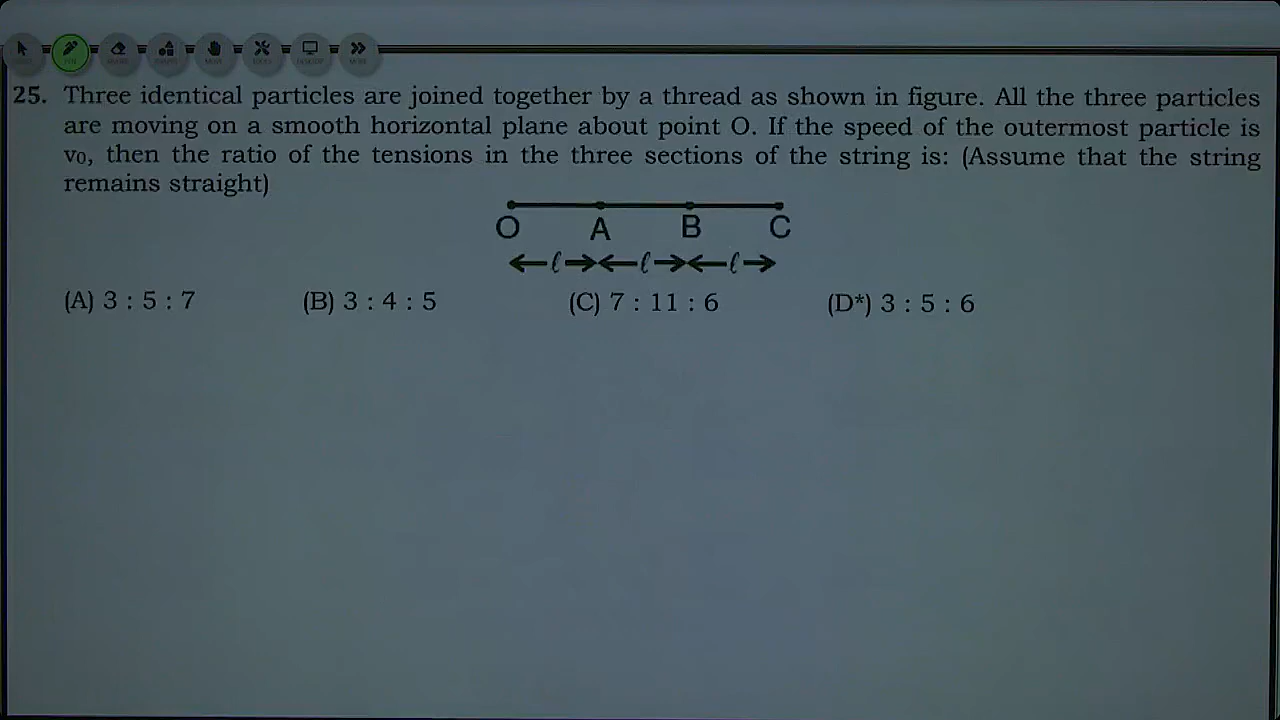 25. Three identical particles are joined together by a thread as shown in figure. All the three particles
are moving on a smooth horizontal plane about point O. If the speed of the outermost particle is
v₀, then the ratio of the tensions in the three sections of the string is: (Assume that the string
remains straight)
O A B C
ℓ ℓ ℓ
(A) 3 : 5 : 7 (B) 3 : 4 : 5 (C) 7 : 11 : 6 (D*) 3 : 5 : 6